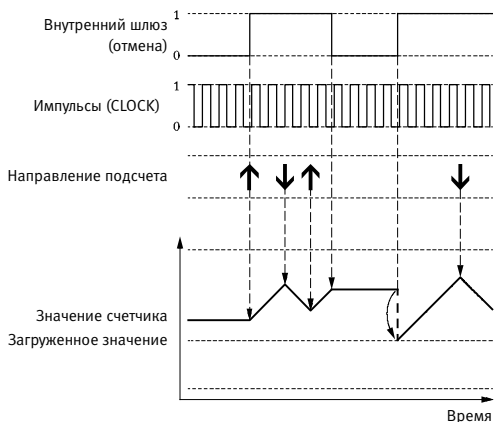 1
Внутренний шлюз
(отмена)
0
1
Импульсы (CLOCK)
0
Направление подсчета
Значение счетчика
Загруженное значение
Время